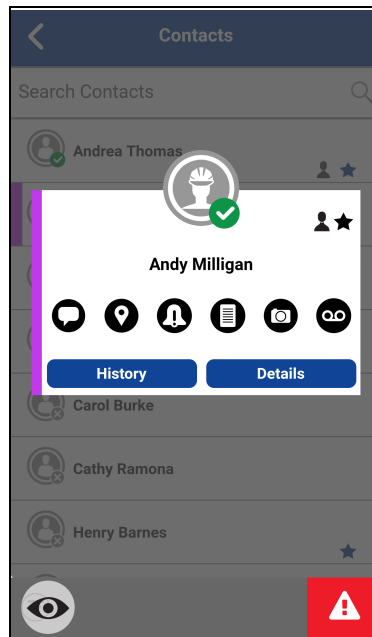 Contacts
Search Contacts
Andrea Thomas
Andy Milligan
History
Details
Carol Burke
Cathy Ramona
Henry Barnes